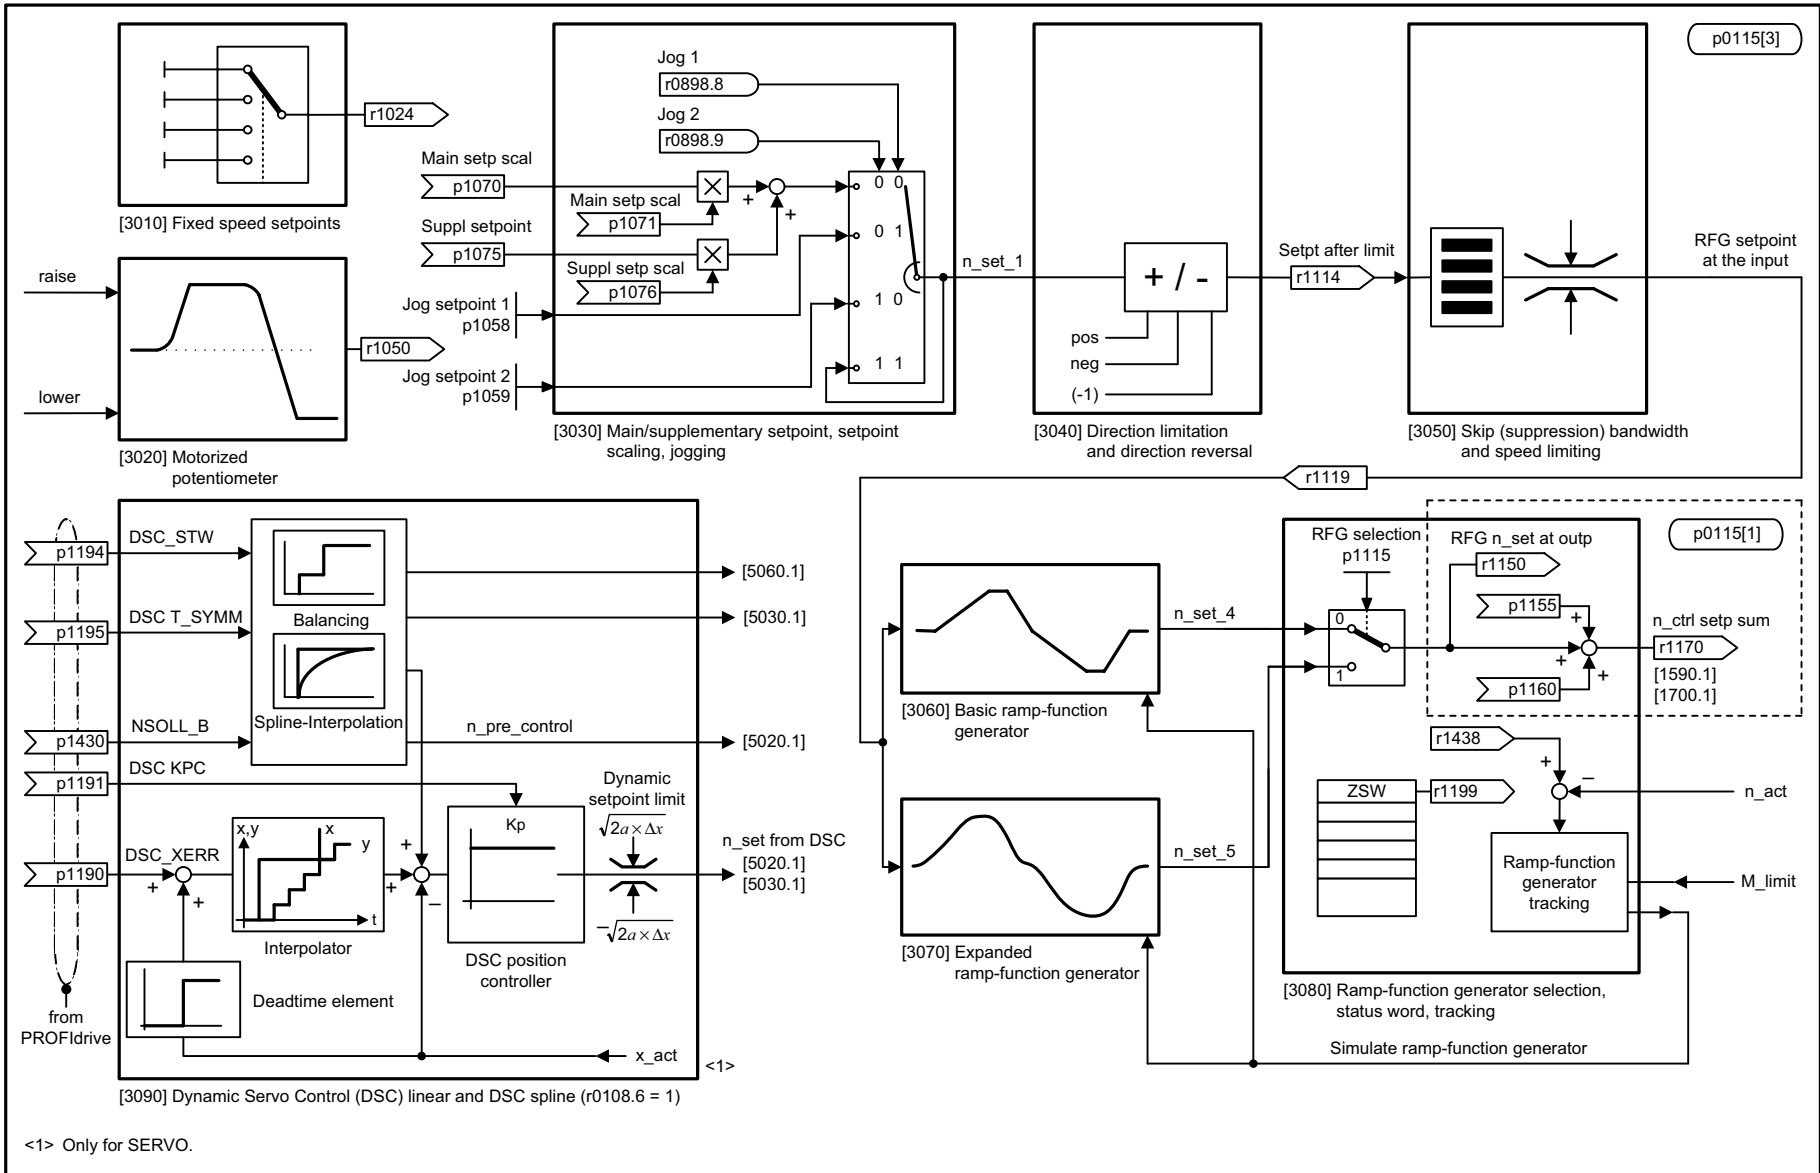 p0115[3]
r1024
[3010] Fixed speed setpoints
raise
lower
r1050
[3020] Motorized
potentiometer
Jog 1
r0898.8
Jog 2
r0898.9
Main setp scal
p1070
Main setp scal
p1071
Suppl setpoint
p1075
Suppl setp scal
p1076
+
+
Jog setpoint 1
p1058
Jog setpoint 2
p1059
0 0
0 1
1 0
1 1
n_set_1
[3030] Main/supplementary setpoint, setpoint
scaling, jogging
+ / -
pos
neg
(-1)
[3040] Direction limitation
and direction reversal
Setpt after limit
r1114
RFG setpoint
at the input
[3050] Skip (suppression) bandwidth
and speed limiting
r1119
p1194
DSC_STW
p1195
DSC T_SYMM
p1430
NSOLL_B
p1191
DSC KPC
p1190
DSC_XERR
+
+
from
PROFIdrive
Balancing
Spline-Interpolation
[5060.1]
[5030.1]
n_pre_control
[5020.1]
x,y
x
y
t
Interpolator
+
+
–
Kp
DSC position
controller
Dynamic
setpoint limit
√2a × Δx
–√2a × Δx
n_set from DSC
[5020.1]
[5030.1]
Deadtime element
x_act
<1>
[3090] Dynamic Servo Control (DSC) linear and DSC spline (r0108.6 = 1)
n_set_4
[3060] Basic ramp-function
generator
n_set_5
[3070] Expanded
ramp-function generator
RFG selection
p1115
0
1
RFG n_set at outp
r1150
p0115[1]
p1155
+
+
+
p1160
n_ctrl setp sum
r1170
[1590.1]
[1700.1]
r1438
+
–
n_act
ZSW
r1199
Ramp-function
generator
tracking
M_limit
[3080] Ramp-function generator selection,
status word, tracking
Simulate ramp-function generator
<1> Only for SERVO.